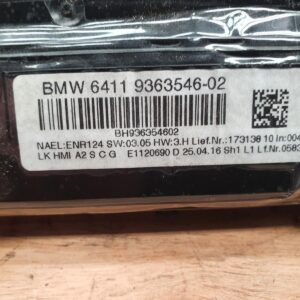 BMW 6411 9363546-02
BH936354602
NAEL:ENR124 SW:03.05 HW:3.H Lief.Nr.:173138 10 In:004
LK HMI A2 S C G E1120690 D 25.04.16 Sh1 L1 Lf.Nr.:0583